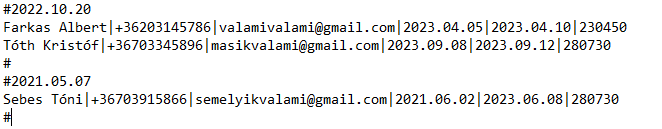 #2022.10.20
Farkas Albert|+36203145786|valamivalami@gmail.com|2023.04.05|2023.04.10|230450
Tóth Kristóf|+36703345896|masikvalami@gmail.com|2023.09.08|2023.09.12|280730
#
#2021.05.07
Sebes Tóni|+36703915866|semelyikvalami@gmail.com|2021.06.02|2023.06.08|280730
#